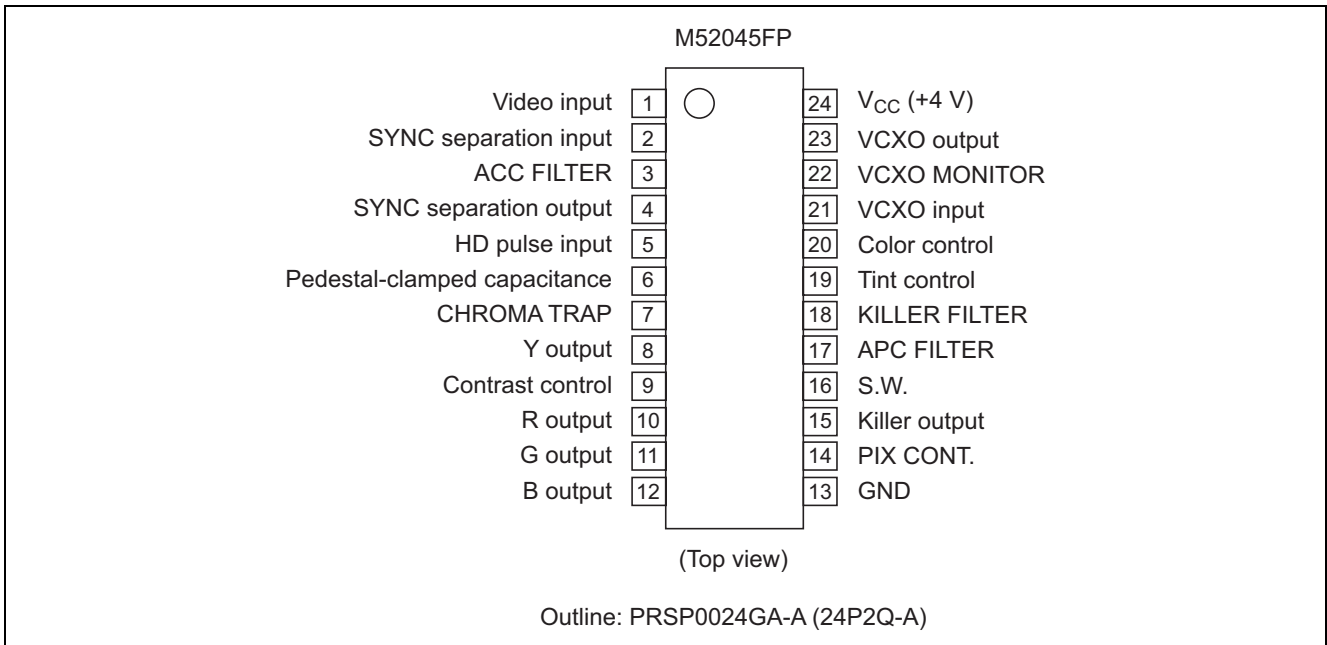 M52045FP
Video input 1 24 VCC (+4 V)
SYNC separation input 2 23 VCXO output
ACC FILTER 3 22 VCXO MONITOR
SYNC separation output 4 21 VCXO input
HD pulse input 5 20 Color control
Pedestal-clamped capacitance 6 19 Tint control
CHROMA TRAP 7 18 KILLER FILTER
Y output 8 17 APC FILTER
Contrast control 9 16 S.W.
R output 10 15 Killer output
G output 11 14 PIX CONT.
B output 12 13 GND
(Top view)
Outline: PRSP0024GA-A (24P2Q-A)